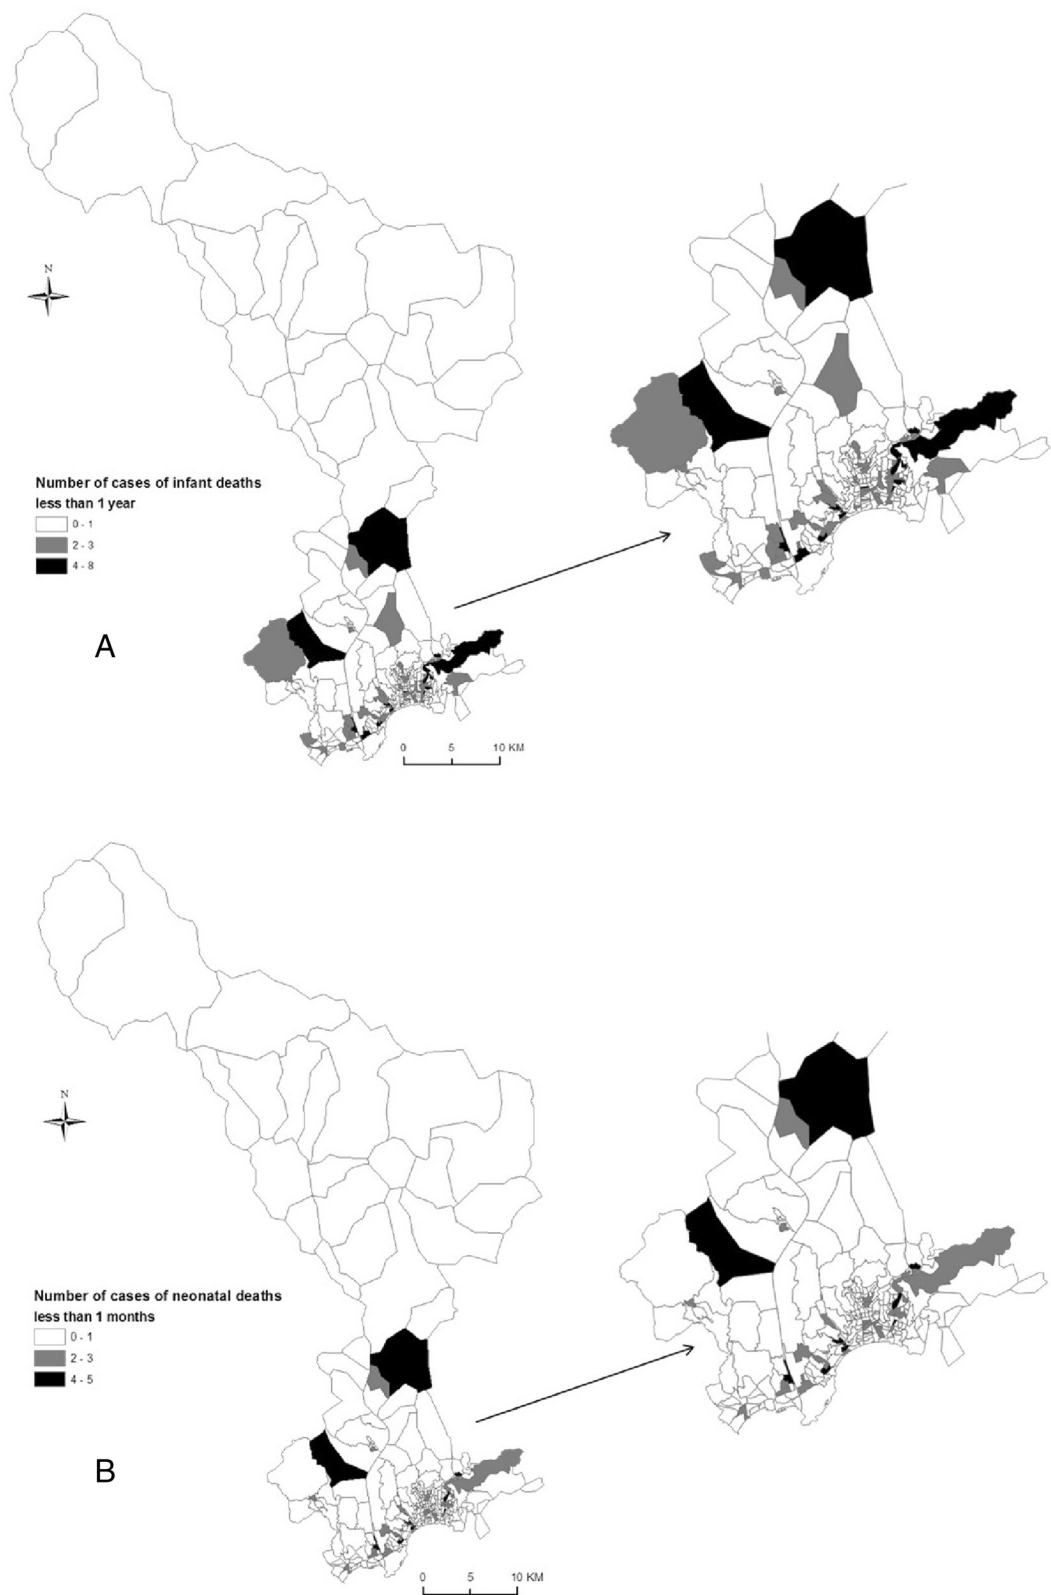 N
Number of cases of infant deaths
less than 1 year
0 - 1
2 - 3
4 - 8
A
0 5 10 KM
N
Number of cases of neonatal deaths
less than 1 months
0 - 1
2 - 3
4 - 5
B
0 5 10 KM